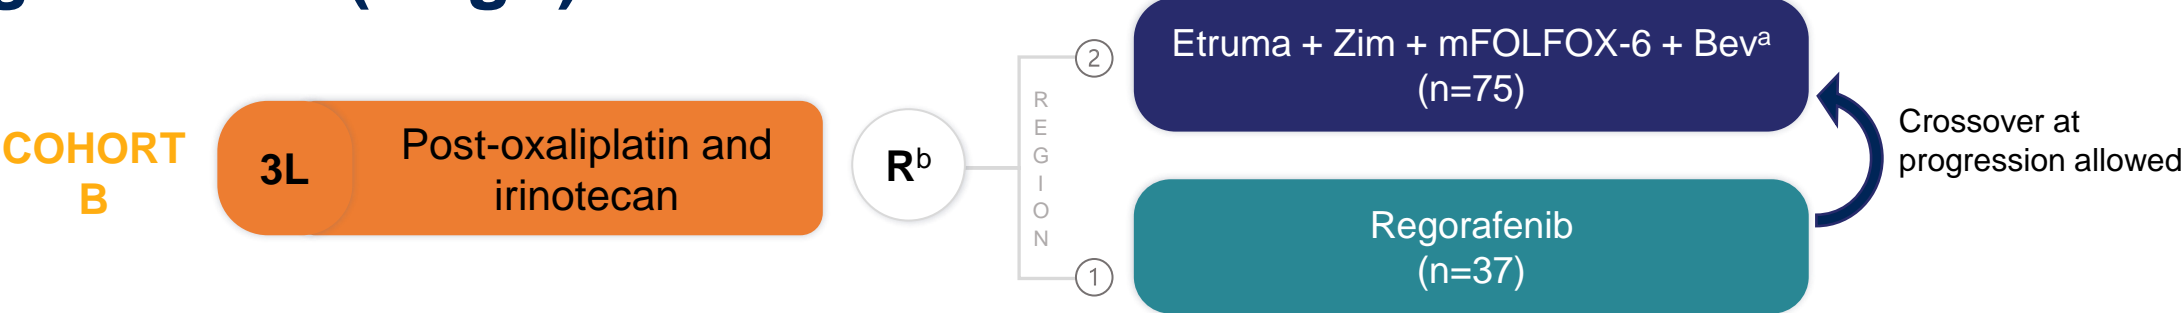 COHORT
B
3L
Post-oxaliplatin and
irinotecan
Rᵇ
REGION
2
Etruma + Zim + mFOLFOX-6 + Bevᵃ
(n=75)
1
Regorafenib
(n=37)
Crossover at
progression allowed